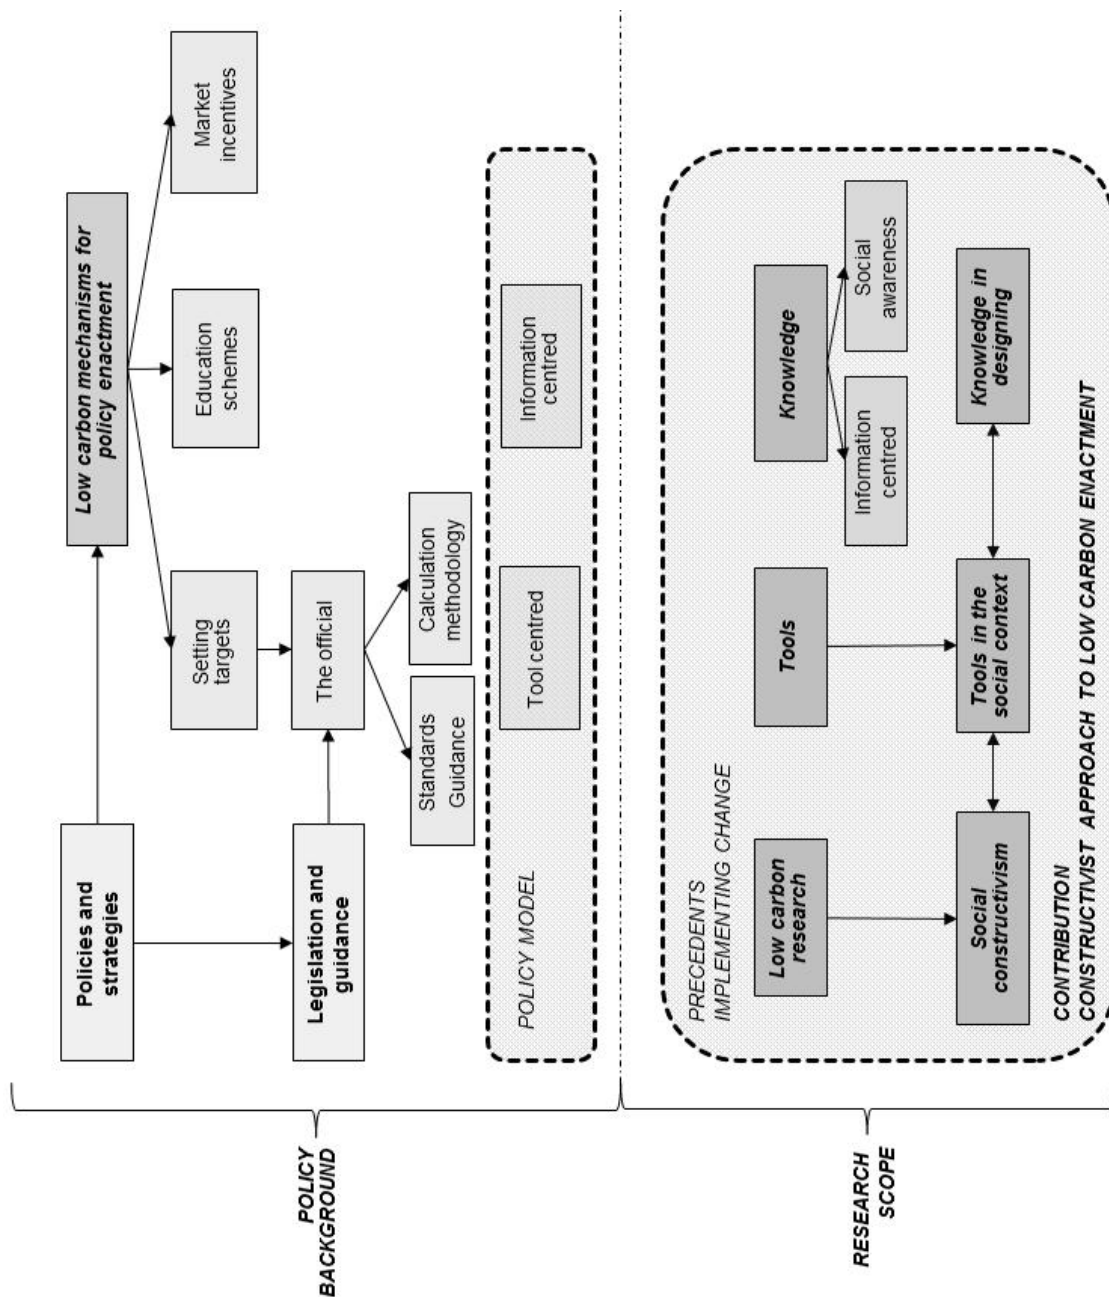 POLICY
BACKGROUND
Policies and
strategies
Low carbon mechanisms for
policy enactment
Setting
targets
Education
schemes
Market
incentives
Legislation and
guidance
The official
Standards
Guidance
Calculation
methodology
POLICY MODEL
Tool centred
Information
centred
RESEARCH
SCOPE
PRECEDENTS
IMPLEMENTING CHANGE
Low carbon
research
Tools
Knowledge
Information
centred
Social
awareness
Social
constructivism
Tools in the
social context
Knowledge in
designing
CONTRIBUTION
CONSTRUCTIVIST APPROACH TO LOW CARBON ENACTMENT